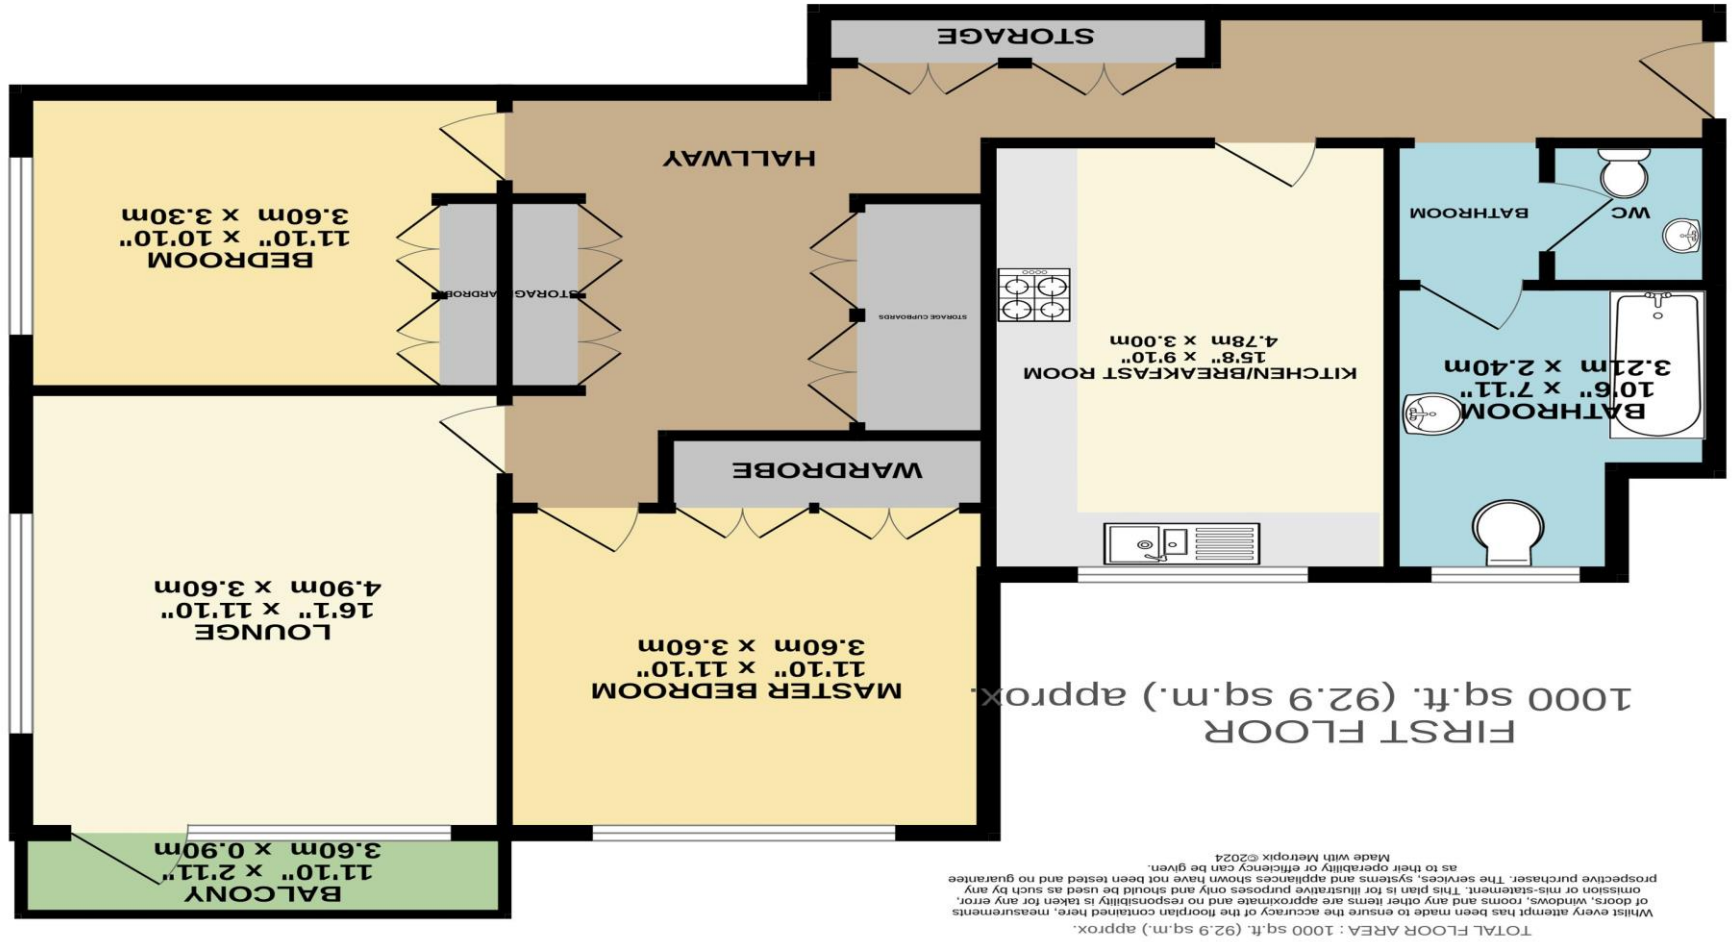 TOTAL FLOOR AREA : 1000 sq.ft. (92.9 sq.m.) approx.
Whilst every attempt has been made to ensure the accuracy of the floorplan contained here, measurements
of doors, windows, rooms and any other items are approximate and no responsibility is taken for any error,
omission or mis-statement. This plan is for illustrative purposes only and should be used as such by any
prospective purchaser. The services, systems and appliances shown have not been tested and no guarantee
as to their operability or efficiency can be given.
Made with Metropix ©2024
FIRST FLOOR
1000 sq.ft. (92.9 sq.m.) approx.
BALCONY
11'10" x 2'11"
3.60m x 0.90m
MASTER BEDROOM
11'10" x 11'10"
3.60m x 3.60m
LOUNGE
16'1" x 11'10"
4.90m x 3.60m
WARDROBE
BATHROOM
10'6" x 7'11"
3.21m x 2.40m
KITCHEN/BREAKFAST ROOM
15'8" x 9'10"
4.78m x 3.00m
STORAGE CUPBOARDS
STORAGE
WARDROBE
BEDROOM
11'10" x 10'10"
3.60m x 3.30m
WC
BATHROOM
HALLWAY
STORAGE